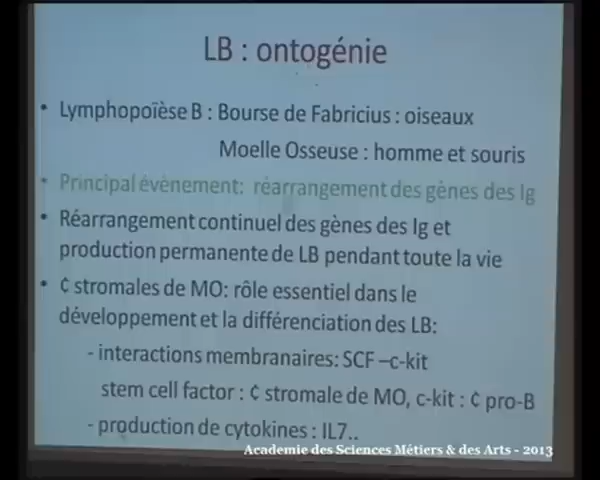 LB : ontogénie
• Lymphopoïèse B : Bourse de Fabricius : oiseaux
Moelle Osseuse : homme et souris
• Principal évènement: réarrangement des gènes des Ig
• Réarrangement continuel des gènes des Ig et
production permanente de LB pendant toute la vie
• ¢ stromales de MO: rôle essentiel dans le
développement et la différenciation des LB:
- interactions membranaires: SCF –c-kit
stem cell factor : ¢ stromale de MO, c-kit : ¢ pro-B
- production de cytokines : IL7..
Academie des Sciences Métiers & des Arts - 2013